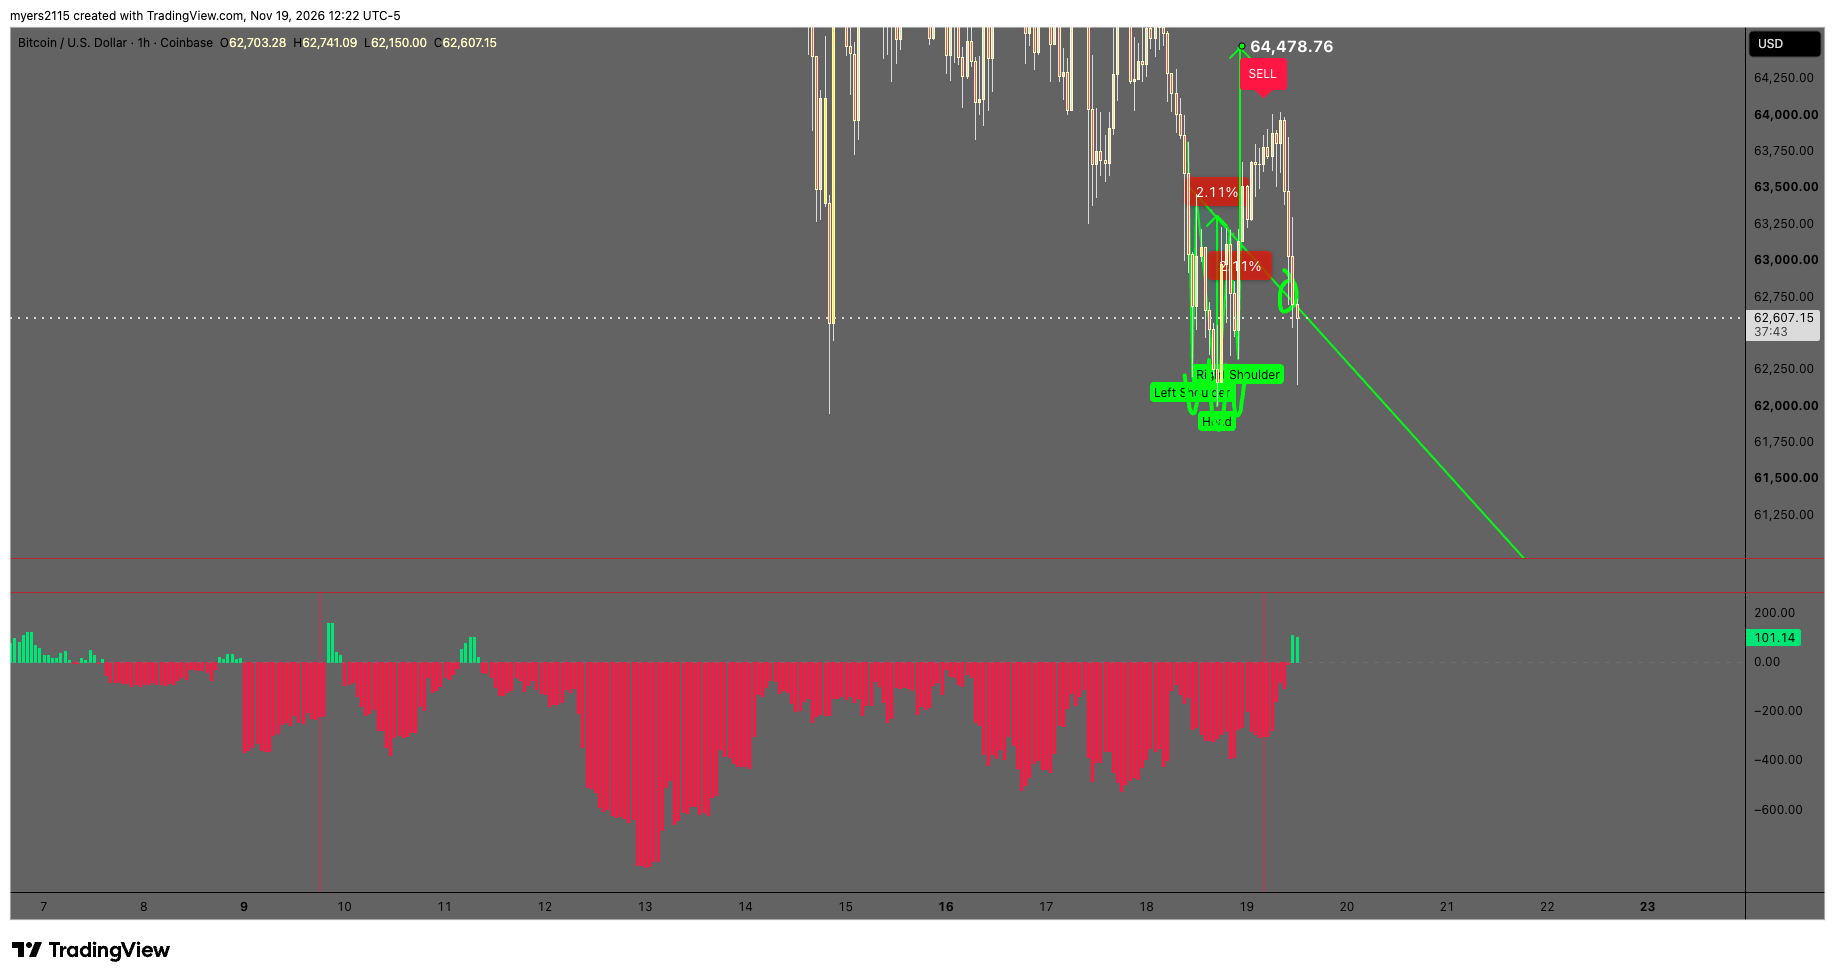 myers2115 created with TradingView.com, Nov 19, 2026 12:22 UTC-5
Bitcoin / U.S. Dollar · 1h · Coinbase O62,703.28 H62,741.09 L62,150.00 C62,607.15
USD
64,478.76
SELL
64,250.00
64,000.00
63,750.00
63,500.00
2.11%
63,250.00
63,000.00
2.11%
62,750.00
62,607.15
37:43
62,250.00
Right Shoulder
Left Shoulder
62,000.00
Head
61,750.00
61,500.00
61,250.00
200.00
101.14
0.00
−200.00
−400.00
−600.00
7 8 9 10 11 12 13 14 15 16 17 18 19 20 21 22 23
TradingView